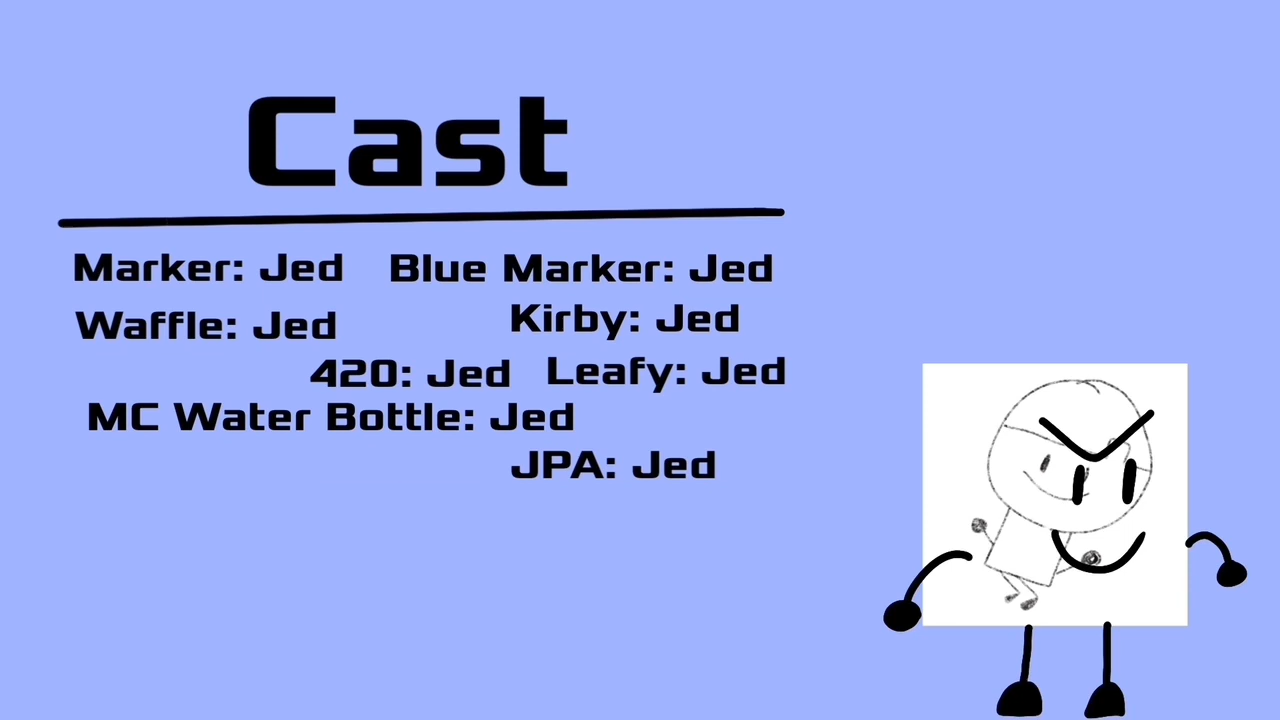 Cast
Marker: Jed Blue Marker: Jed
Waffle: Jed Kirby: Jed
420: Jed Leafy: Jed
MC Water Bottle: Jed
JPA: Jed